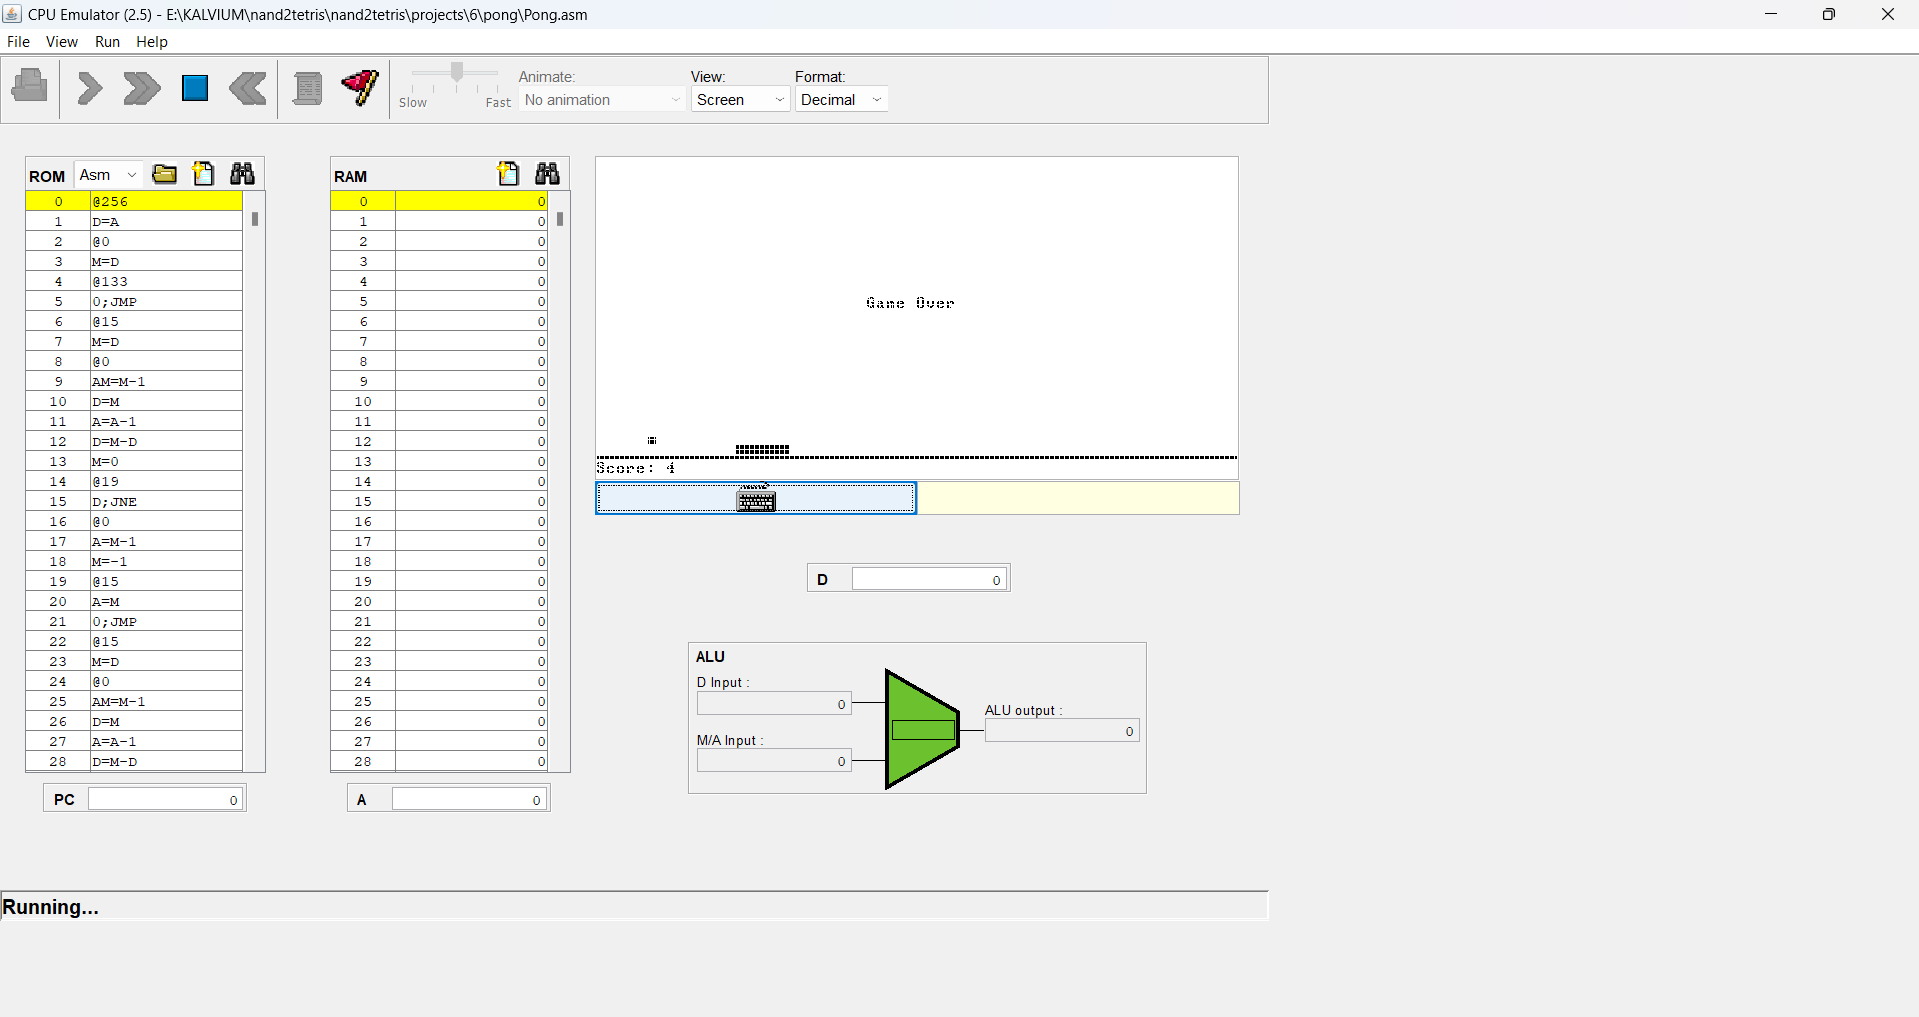 CPU Emulator (2.5) - E:\KALVIUM\nand2tetris\nand2tetris\projects\6\pong\Pong.asm
File View Run Help
Slow Fast
Animate:
No animation
View:
Screen
Format:
Decimal
ROM Asm
0 @256
1 D=A
2 @0
3 M=D
4 @133
5 0;JMP
6 @15
7 M=D
8 @0
9 AM=M-1
10 D=M
11 A=A-1
12 D=M-D
13 M=0
14 @19
15 D;JNE
16 @0
17 A=M-1
18 M=-1
19 @15
20 A=M
21 0;JMP
22 @15
23 M=D
24 @0
25 AM=M-1
26 D=M
27 A=A-1
28 D=M-D
PC 0
RAM
0 0
1 0
2 0
3 0
4 0
5 0
6 0
7 0
8 0
9 0
10 0
11 0
12 0
13 0
14 0
15 0
16 0
17 0
18 0
19 0
20 0
21 0
22 0
23 0
24 0
25 0
26 0
27 0
28 0
A 0
Game Over
Score: 4
D 0
ALU
D Input :
0
M/A Input :
0
ALU output :
0
Running...